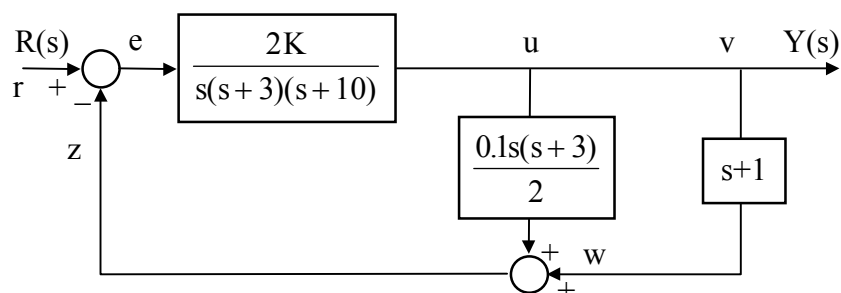 R(s)
e
2K
s(s+3)(s+10)
u
v
Y(s)
r
+
−
z
0.1s(s+3)
2
s+1
+
w
+